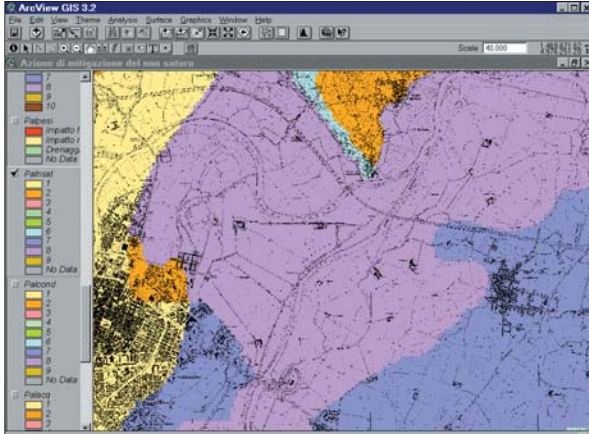 ArcView GIS 3.2
File Edit View Theme Analysis Surface Graphics Window Help
Scale 40.000
Azione di mitigazione del non saturo
7
8
9
10
Palpesi
Impatto
Impatto
Drenagg
No Data
Palnsat
1
2
3
4
5
6
7
8
9
No Data
Palcond
1
2
3
4
5
6
7
8
9
No Data
Palacq
1
2
3